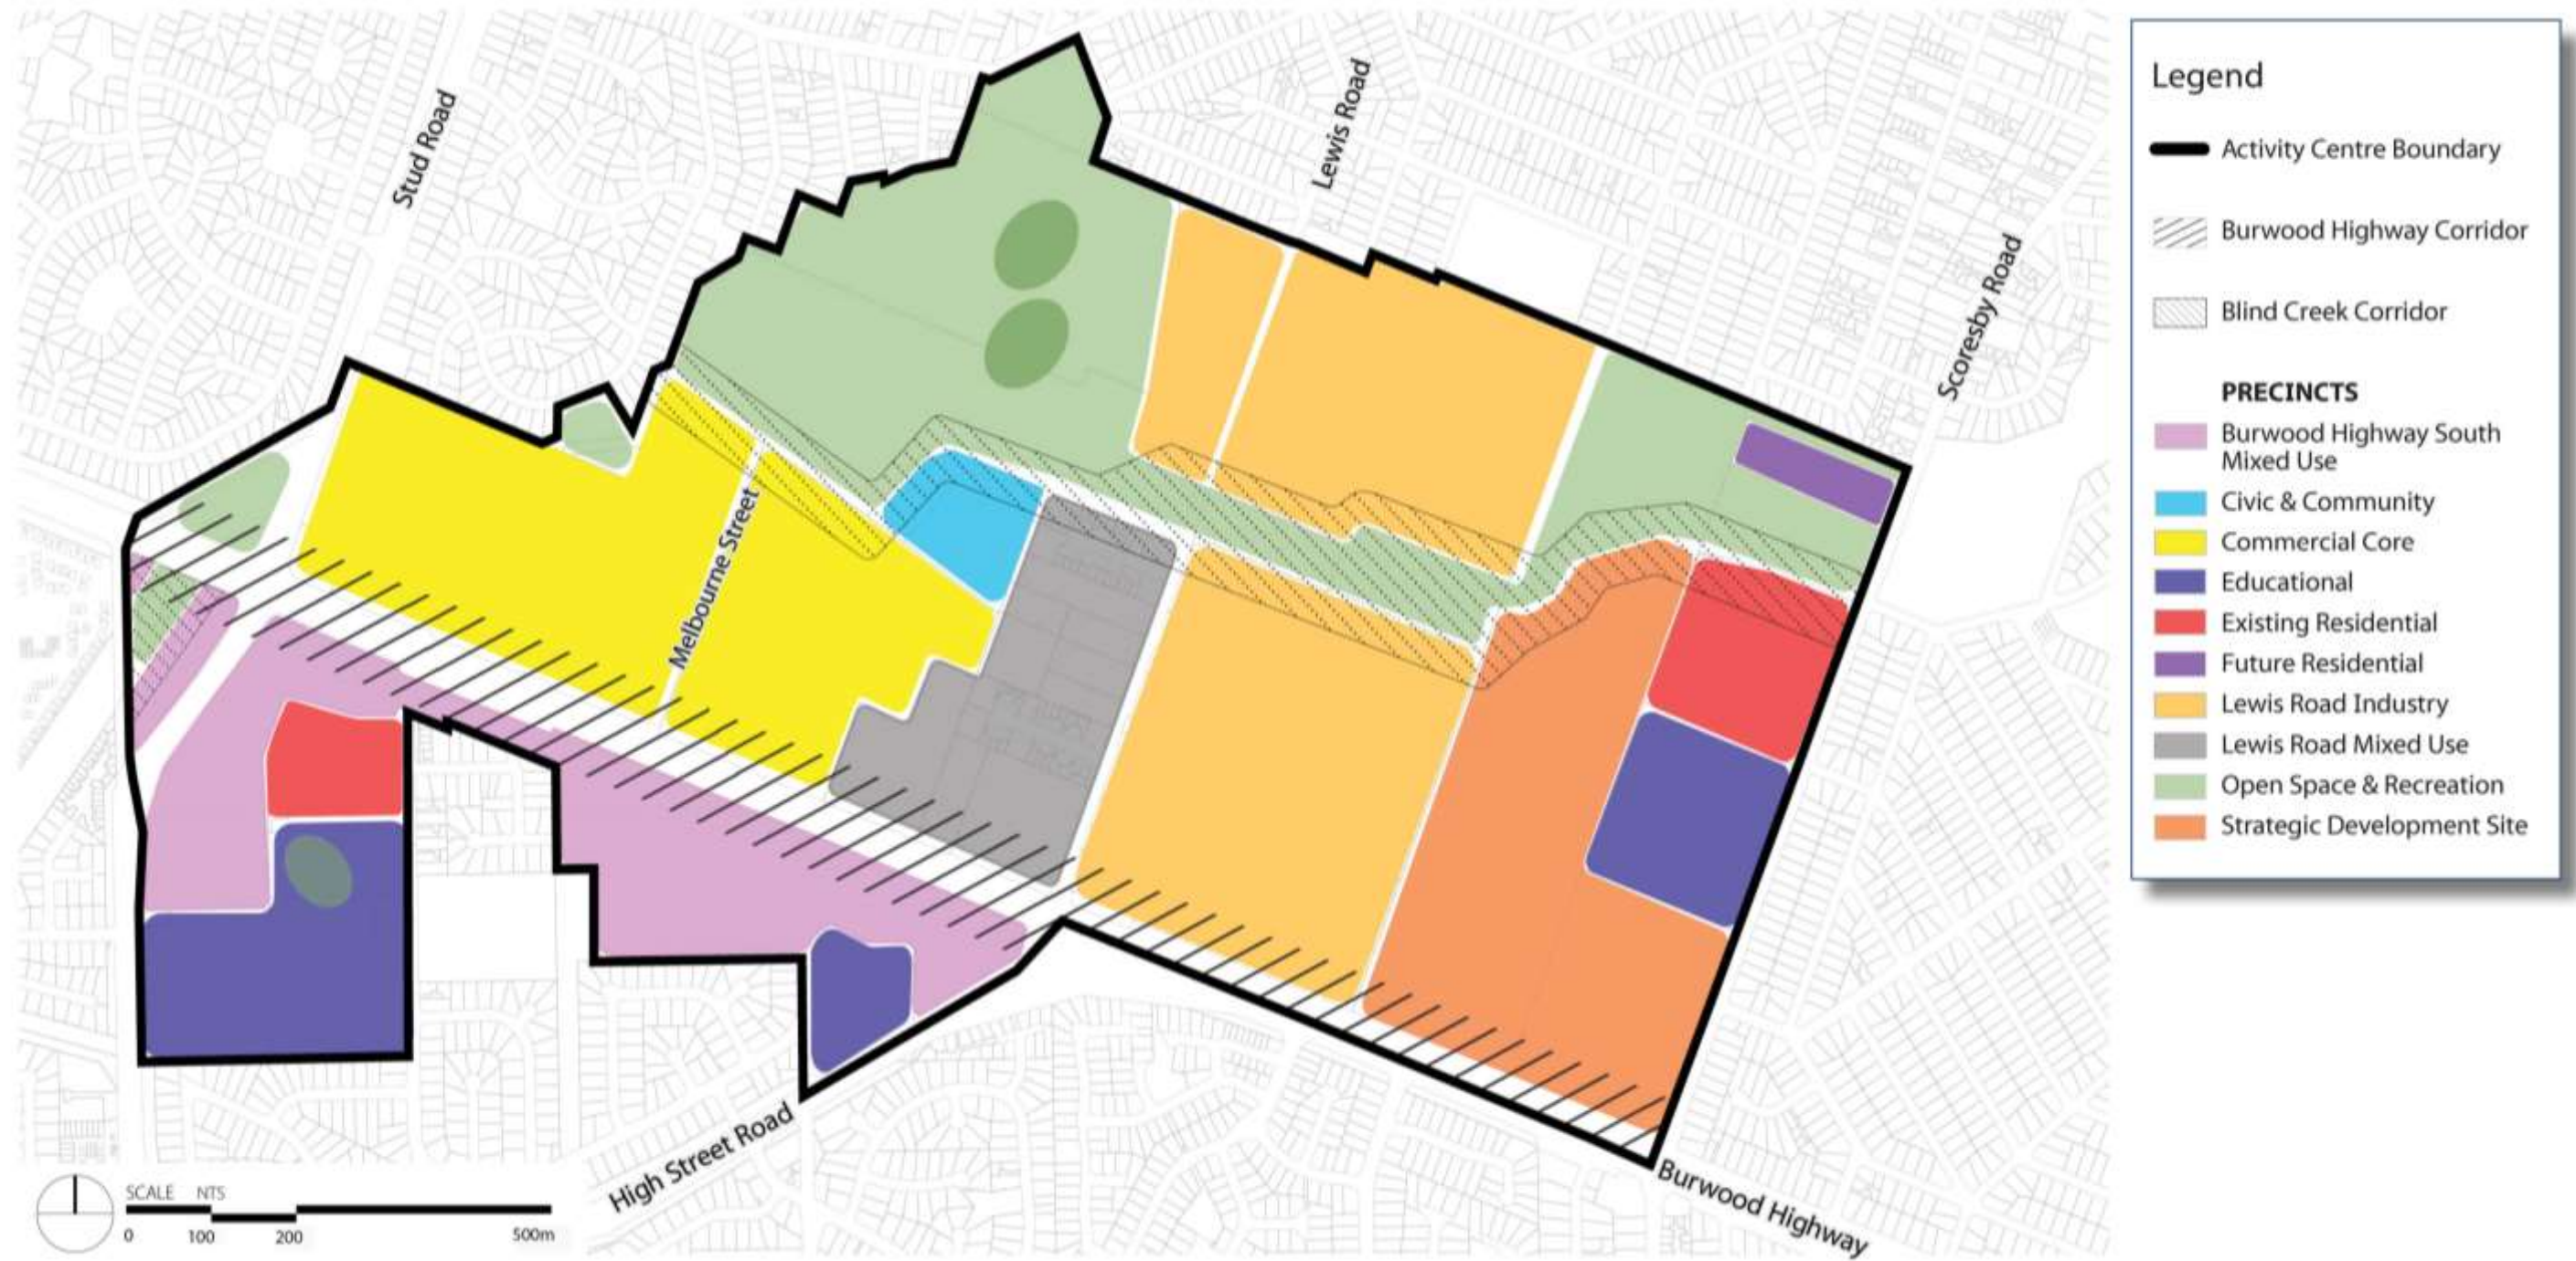 Stud Road
Lewis Road
Scoresby Road
Melbourne Street
High Street Road
Burwood Highway
SCALE NTS
0 100 200 500m
Legend
Activity Centre Boundary
Burwood Highway Corridor
Blind Creek Corridor
PRECINCTS
Burwood Highway South
Mixed Use
Civic & Community
Commercial Core
Educational
Existing Residential
Future Residential
Lewis Road Industry
Lewis Road Mixed Use
Open Space & Recreation
Strategic Development Site